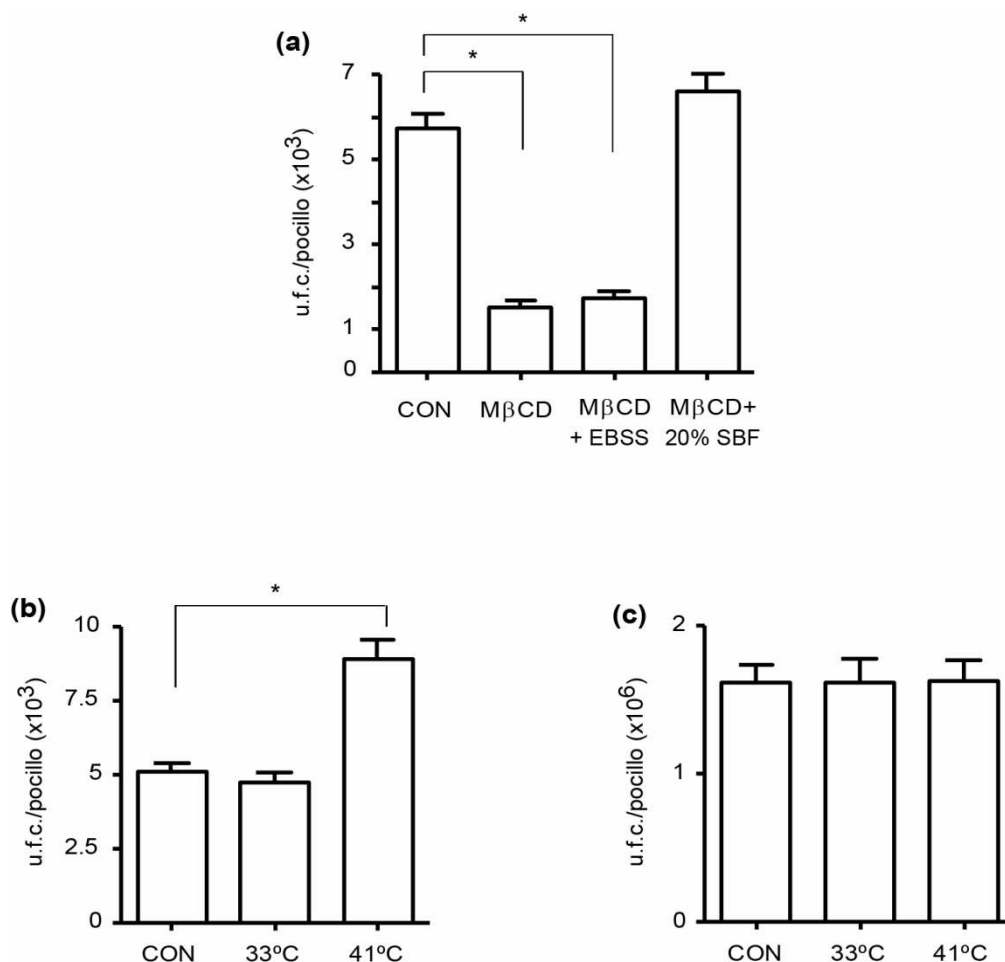 (a)
*
*
u.f.c./pocillo (x10³)
7
5
3
1
0
CON
MβCD
MβCD
+ EBSS
MβCD+
20% SBF
(b)
*
u.f.c./pocillo (x10³)
10
7.5
5
2.5
0
CON
33ºC
41ºC
(c)
u.f.c./pocillo (x10⁶)
2
1
0
CON
33ºC
41ºC